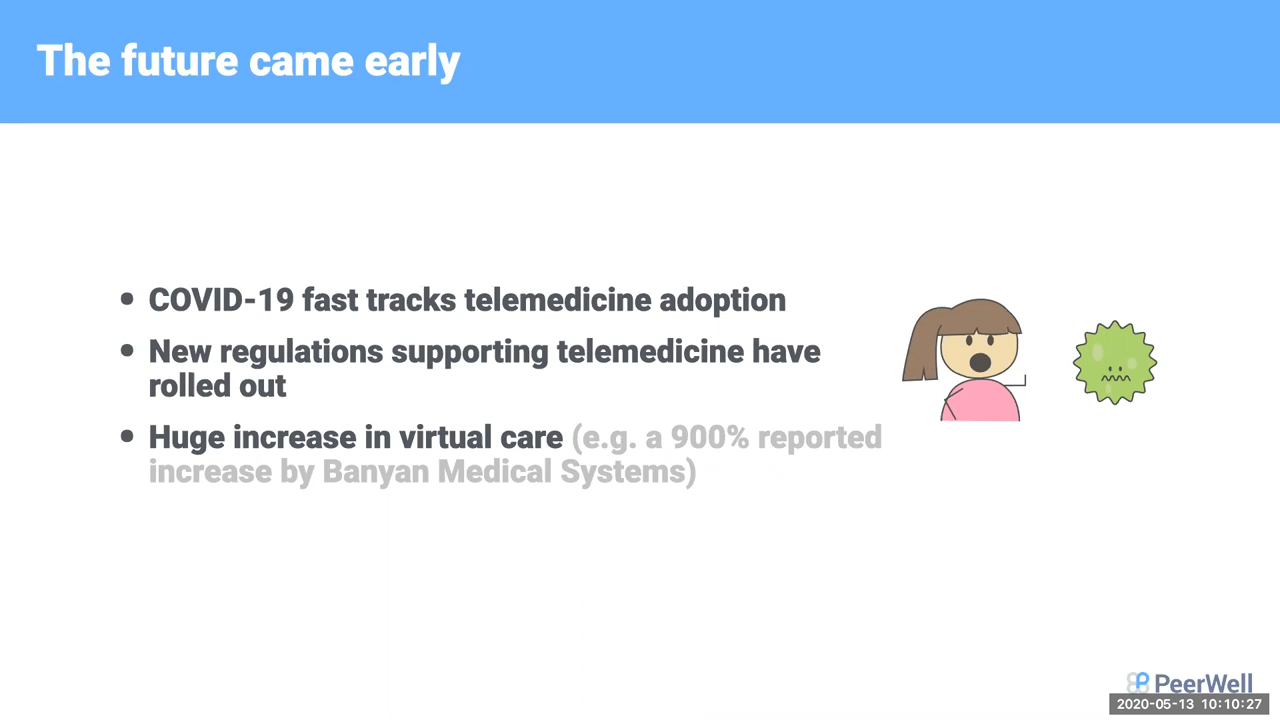 The future came early
• COVID-19 fast tracks telemedicine adoption
• New regulations supporting telemedicine have
rolled out
• Huge increase in virtual care (e.g. a 900% reported
increase by Banyan Medical Systems)
PeerWell
2020-05-13 10:10:27